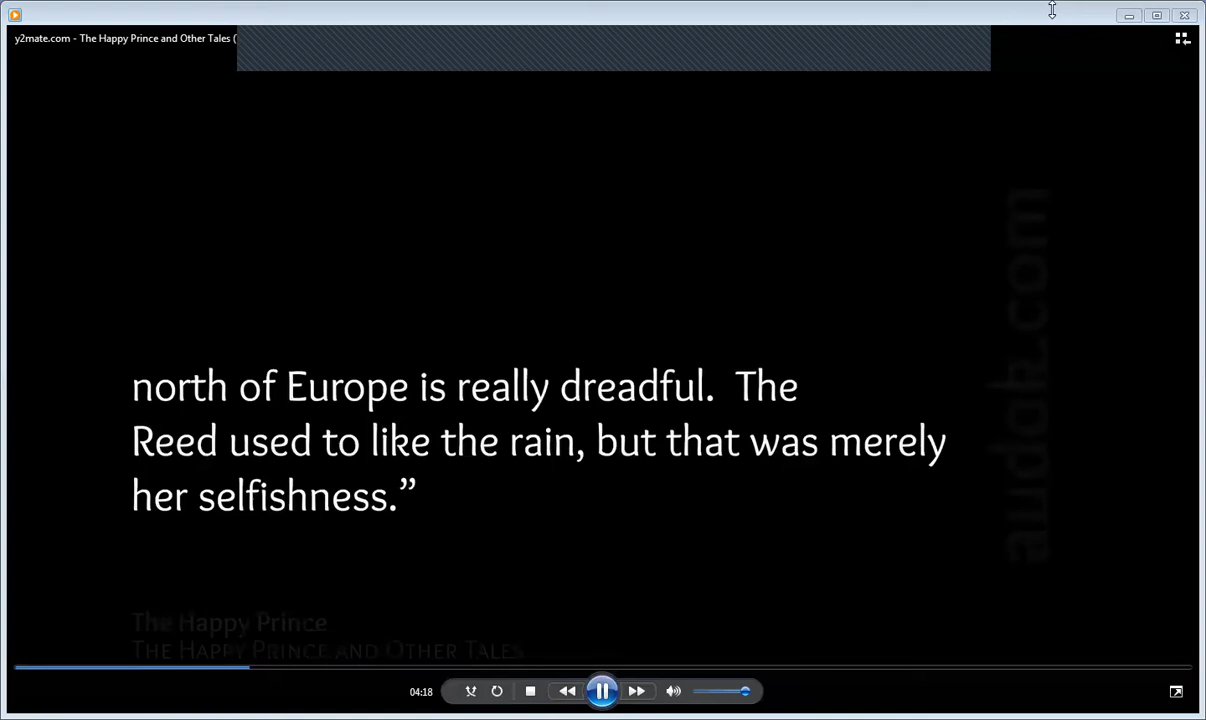 y2mate.com - The Happy Prince and Other Tales (
north of Europe is really dreadful.  The
Reed used to like the rain, but that was merely
her selfishness.”
audok.com
The Happy Prince
THE HAPPY PRINCE AND OTHER TALES
04:18